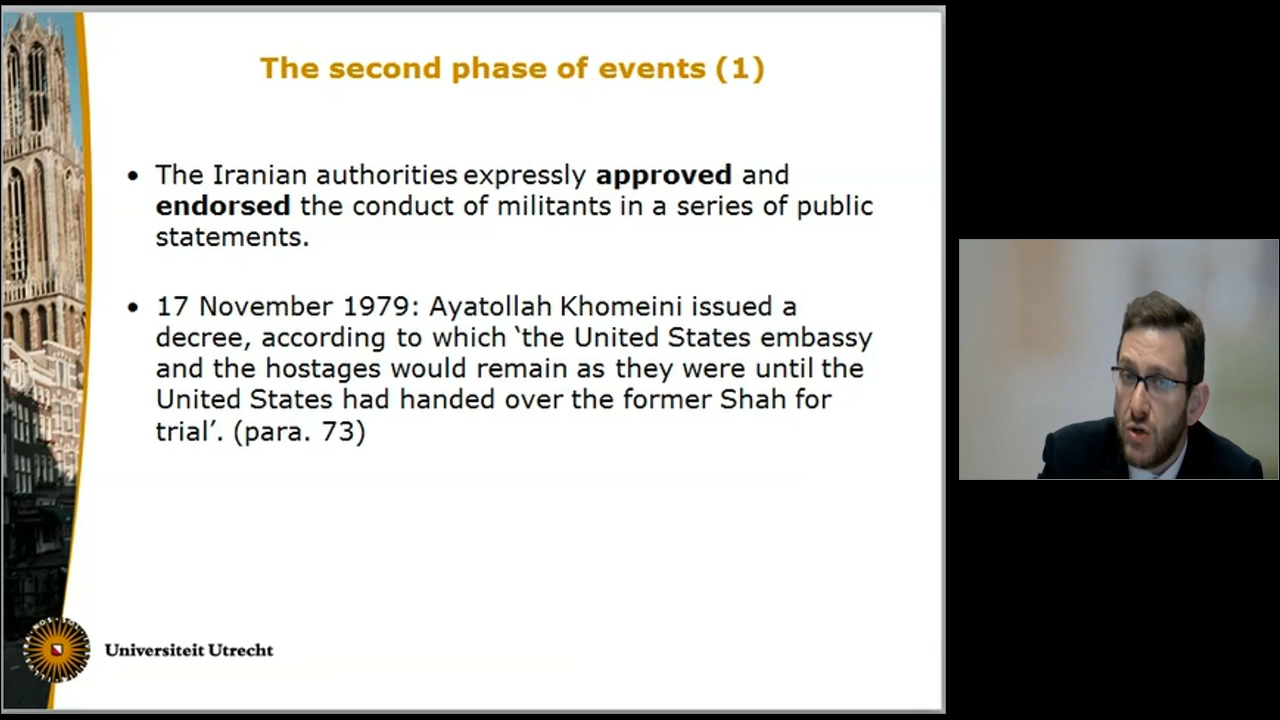 The second phase of events (1)
• The Iranian authorities expressly approved and
endorsed the conduct of militants in a series of public
statements.
• 17 November 1979: Ayatollah Khomeini issued a
decree, according to which ‘the United States embassy
and the hostages would remain as they were until the
United States had handed over the former Shah for
trial’. (para. 73)
Universiteit Utrecht